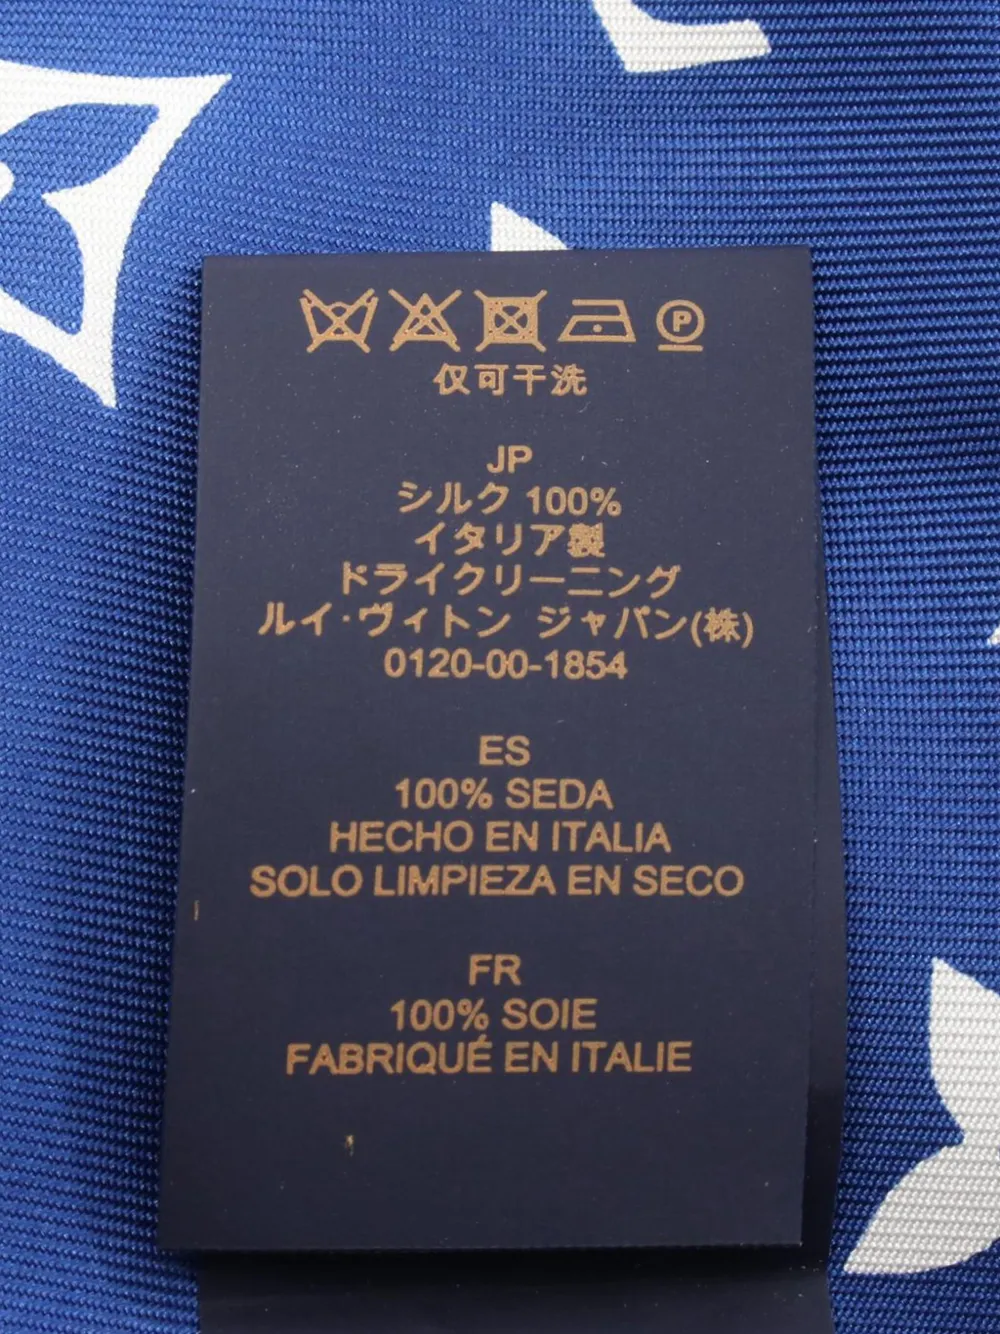 P
仅可干洗
JP
シルク 100%
イタリア製
ドライクリーニング
ルイ・ヴィトン ジャパン(株)
0120-00-1854
ES
100% SEDA
HECHO EN ITALIA
SOLO LIMPIEZA EN SECO
FR
100% SOIE
FABRIQUÉ EN ITALIE